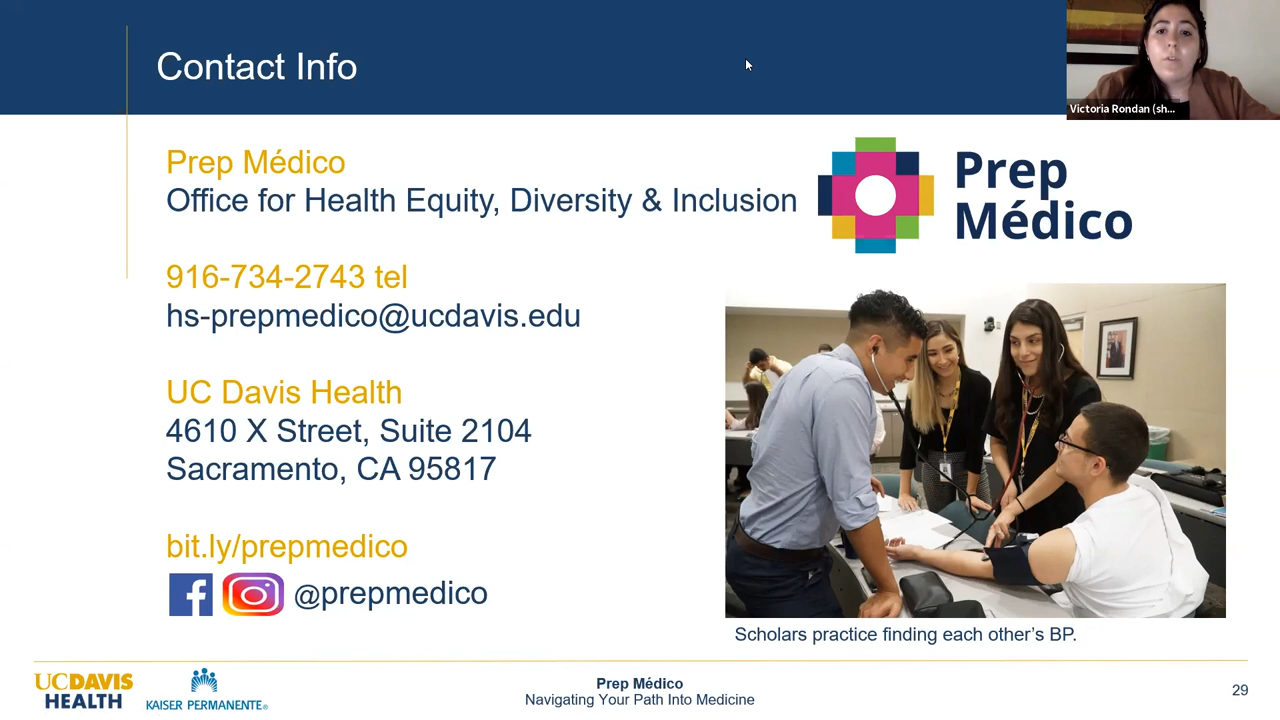 Contact Info
Victoria Rondan (sh...
Prep Médico
Office for Health Equity, Diversity & Inclusion
916-734-2743 tel
hs-prepmedico@ucdavis.edu
UC Davis Health
4610 X Street, Suite 2104
Sacramento, CA 95817
bit.ly/prepmedico
@prepmedico
Prep
Médico
Scholars practice finding each other’s BP.
UCDAVIS
HEALTH
KAISER PERMANENTE®
Prep Médico
Navigating Your Path Into Medicine
29